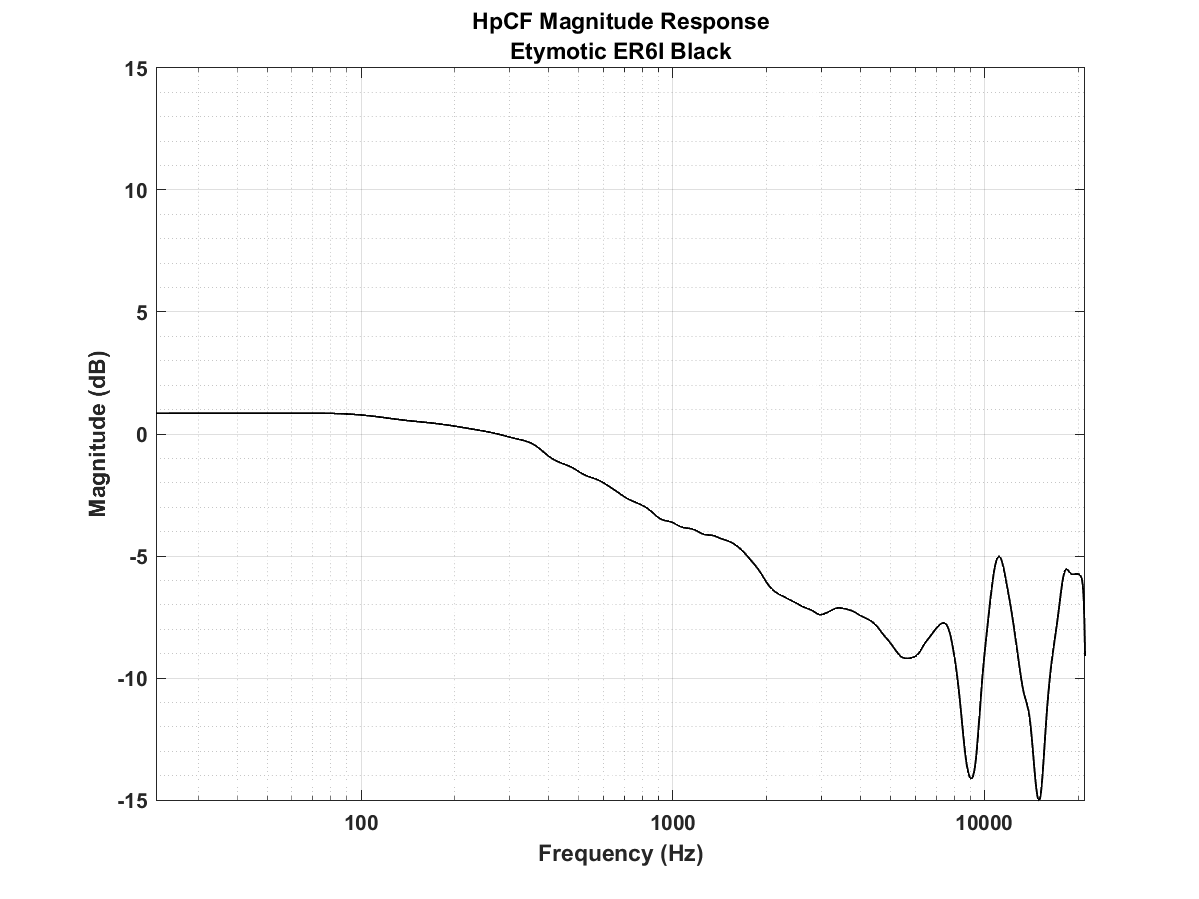 HpCF Magnitude Response
Etymotic ER6I Black
15
10
5
0
-5
-10
-15
Magnitude (dB)
100
1000
10000
Frequency (Hz)